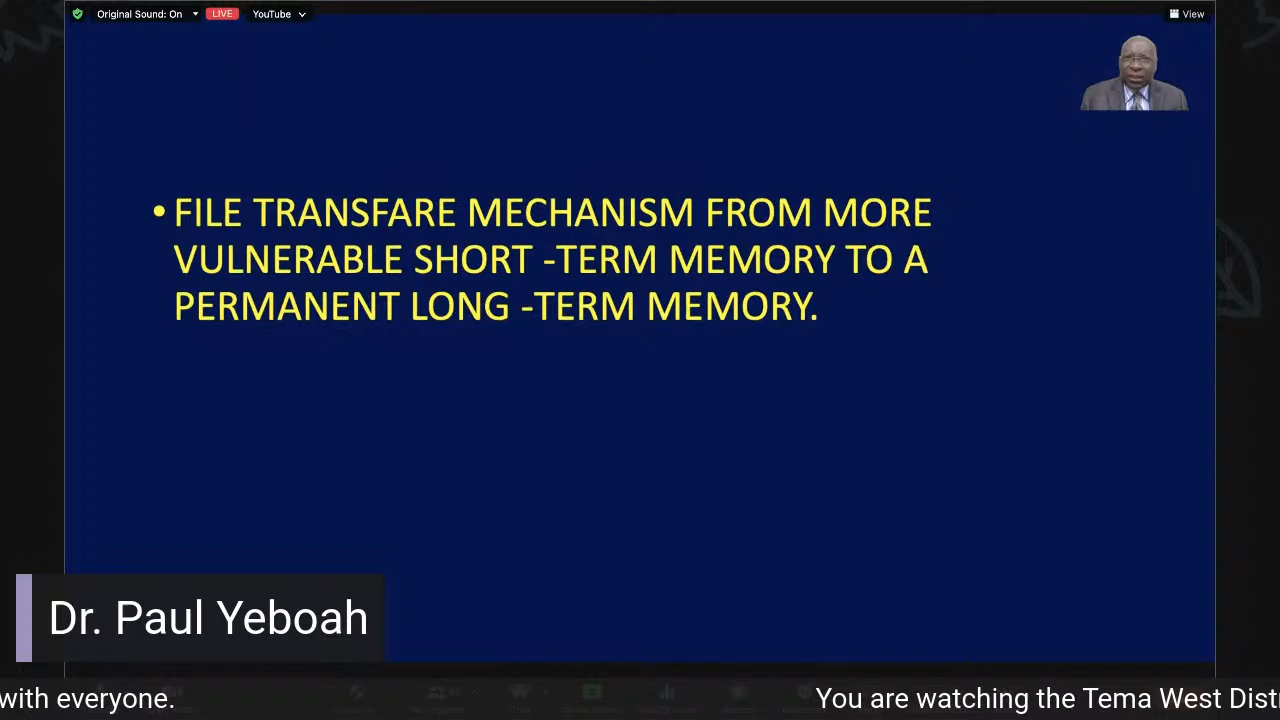 Original Sound: On
LIVE
YouTube
View
• FILE TRANSFARE MECHANISM FROM MORE
VULNERABLE SHORT -TERM MEMORY TO A
PERMANENT LONG -TERM MEMORY.
Dr. Paul Yeboah
with everyone.
You are watching the Tema West Dist